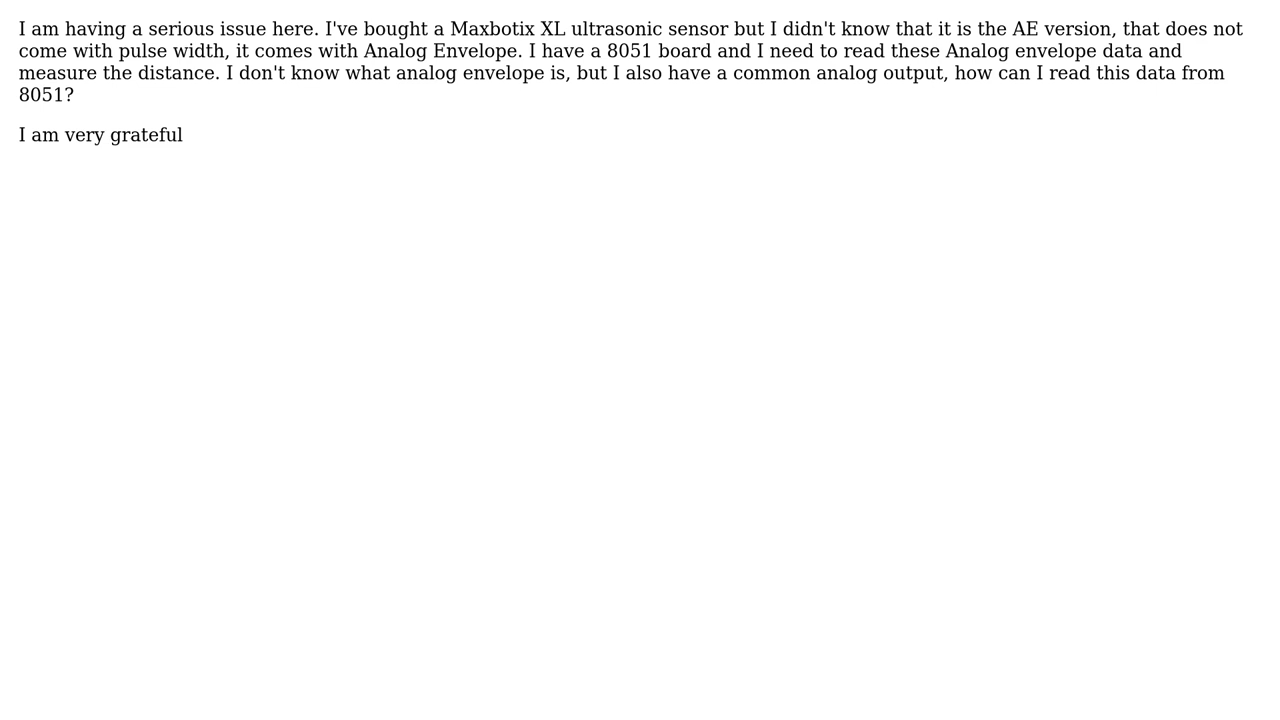 I am having a serious issue here. I've bought a Maxbotix XL ultrasonic sensor but I didn't know that it is the AE version, that does not
come with pulse width, it comes with Analog Envelope. I have a 8051 board and I need to read these Analog envelope data and
measure the distance. I don't know what analog envelope is, but I also have a common analog output, how can I read this data from
8051?
I am very grateful